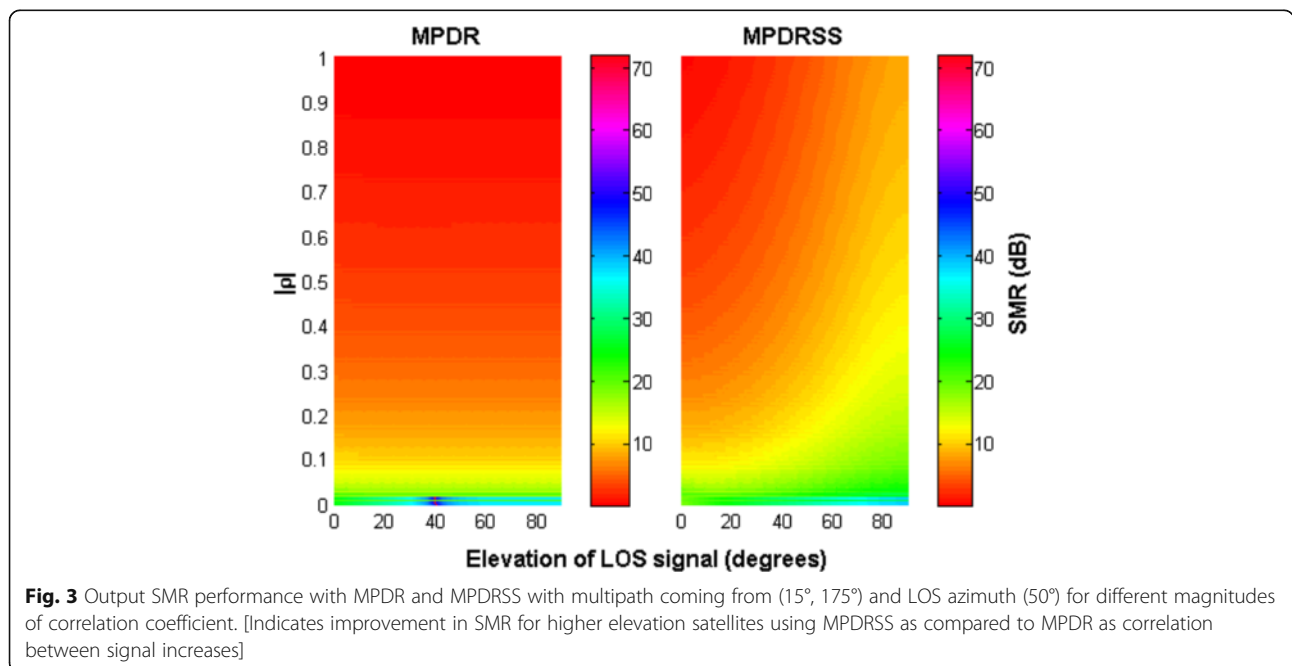 MPDR
MPDRSS
1
0.9
0.8
0.7
0.6
0.5
0.4
0.3
0.2
0.1
0
|ρ|
0 20 40 60 80
70
60
50
40
30
20
10
0 20 40 60 80
70
60
50
40
30
20
10
SMR (dB)
Elevation of LOS signal (degrees)
Fig. 3 Output SMR performance with MPDR and MPDRSS with multipath coming from (15°, 175°) and LOS azimuth (50°) for different magnitudes
of correlation coefficient. [Indicates improvement in SMR for higher elevation satellites using MPDRSS as compared to MPDR as correlation
between signal increases]